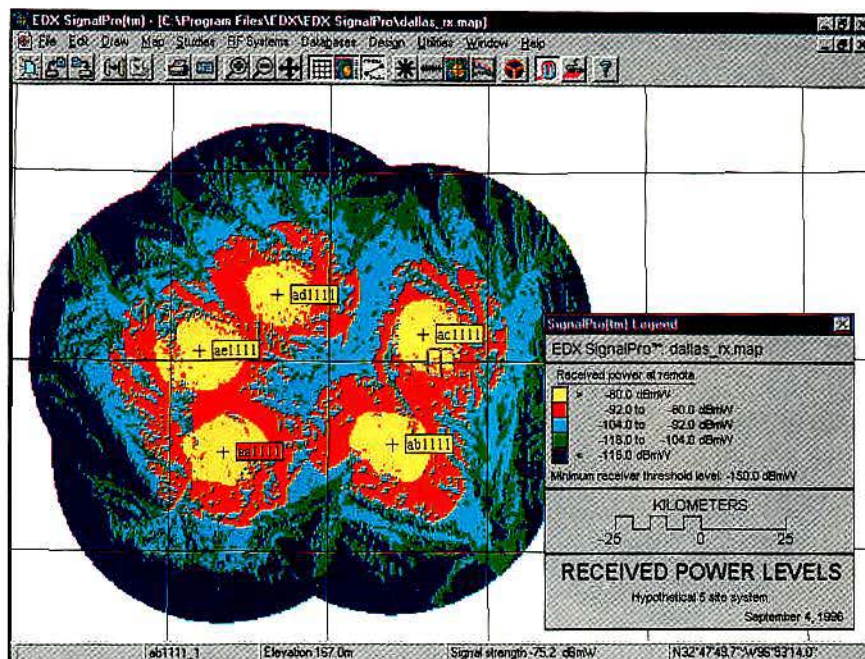 EDX SignalPro[tm] - [C:\Program Files\EDX\EDX SignalPro\dallas_rx.map]
File Edit Draw Map Studies RF Systems Databases Design Utilities Window Help
ad1111
ae1111
ac1111
aa1111
ab1111
SignalPro[tm] Legend
EDX SignalPro™: dallas_rx.map
Received power at remote
> -80.0 dBmW
-92.0 to -80.0 dBmW
-104.0 to -92.0 dBmW
-116.0 to -104.0 dBmW
< -116.0 dBmW
Minimum receiver threshold level: -150.0 dBmW
KILOMETERS
-25 0 25
RECEIVED POWER LEVELS
Hypothetical 5 site system
September 4, 1996
ab1111_1 Elevation 167.0m Signal strength -75.2 dBmW N32°47'49.7" W96°53'14.0"